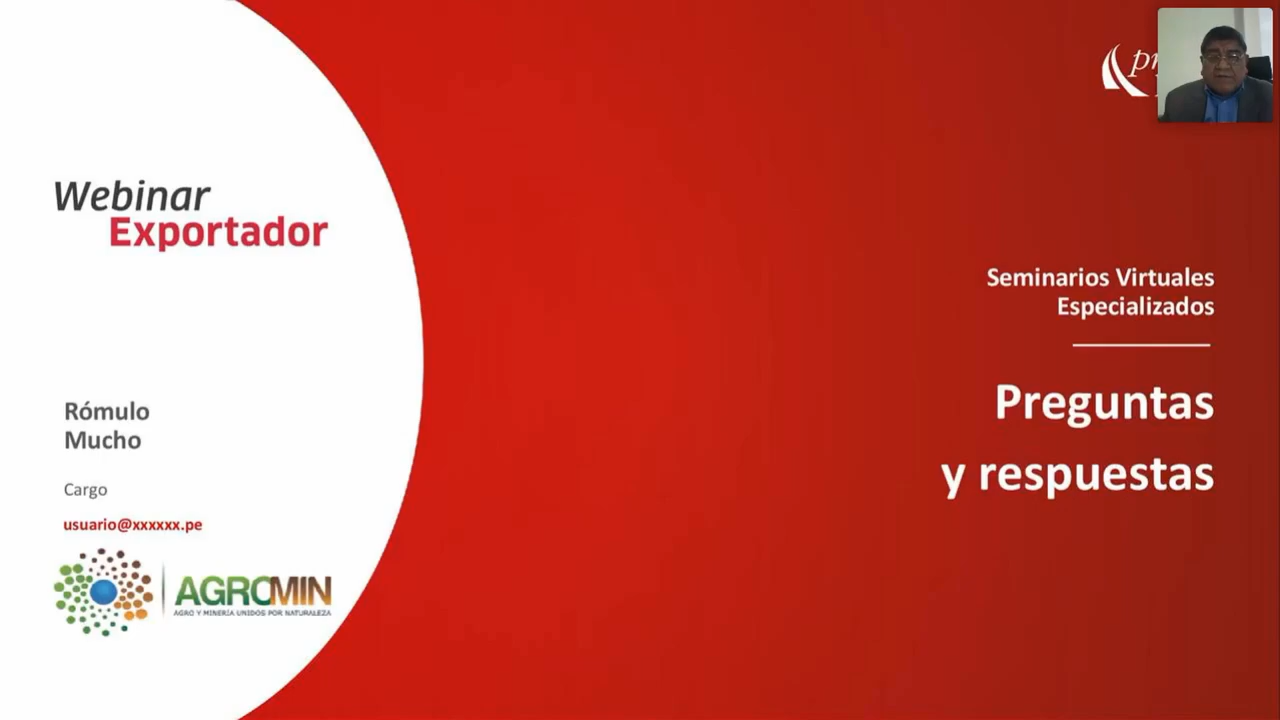 Webinar
Exportador
Seminarios Virtuales
Especializados
Preguntas
y respuestas
Rómulo
Mucho
Cargo
usuario@xxxxxx.pe
AGROMIN
AGRO Y MINERÍA UNIDOS POR NATURALEZA